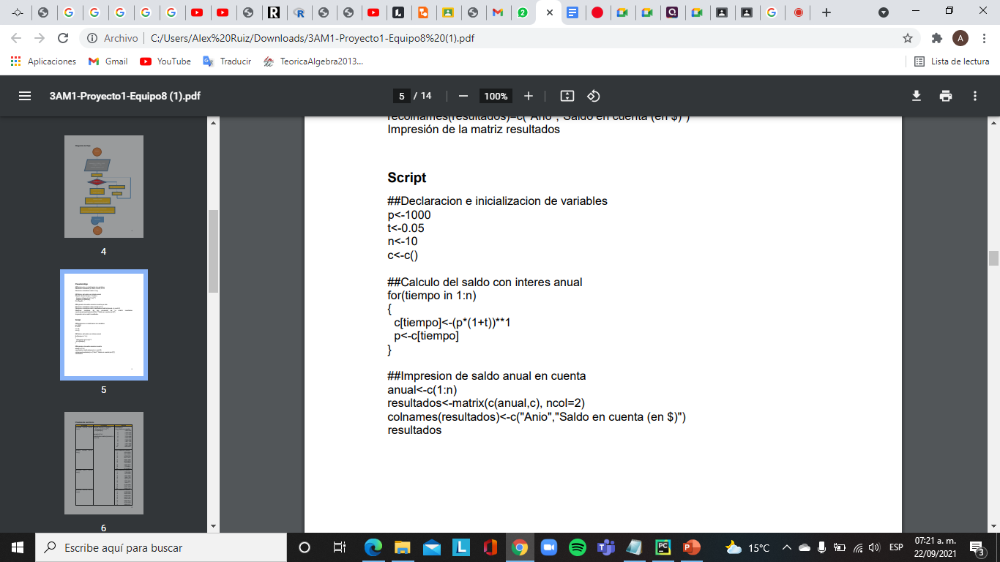 Archivo
C:/Users/Alex%20Ruiz/Downloads/3AM1-Proyecto1-Equipo8%20(1).pdf
A
Aplicaciones
Gmail
YouTube
Traducir
TeoricaAlgebra2013...
Lista de lectura
3AM1-Proyecto1-Equipo8 (1).pdf
5 / 14
100%
4
5
6
recolnames(resultados)=c("Año","Saldo en cuenta (en $)")
Impresión de la matriz resultados
Script
##Declaracion e inicializacion de variables
p<-1000
t<-0.05
n<-10
c<-c()
##Calculo del saldo con interes anual
for(tiempo in 1:n)
{
c[tiempo]<-(p*(1+t))**1
p<-c[tiempo]
}
##Impresion de saldo anual en cuenta
anual<-c(1:n)
resultados<-matrix(c(anual,c), ncol=2)
colnames(resultados)<-c("Anio","Saldo en cuenta (en $)")
resultados
Escribe aquí para buscar
15°C
ESP
07:21 a. m.
22/09/2021
3